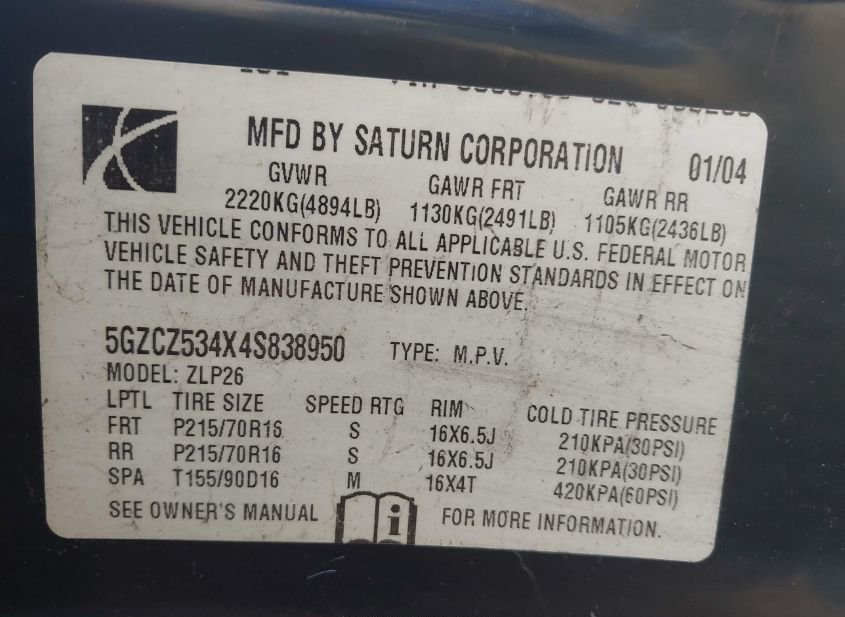 MFD BY SATURN CORPORATION 01/04
GVWR GAWR FRT GAWR RR
2220KG(4894LB) 1130KG(2491LB) 1105KG(2436LB)
THIS VEHICLE CONFORMS TO ALL APPLICABLE U.S. FEDERAL MOTOR
VEHICLE SAFETY AND THEFT PREVENTION STANDARDS IN EFFECT ON
THE DATE OF MANUFACTURE SHOWN ABOVE.
5GZCZ534X4S838950 TYPE: M.P.V.
MODEL: ZLP26
LPTL TIRE SIZE SPEED RTG RIM COLD TIRE PRESSURE
FRT P215/70R16 S 16X6.5J 210KPA(30PSI)
RR P215/70R16 S 16X6.5J 210KPA(30PSI)
SPA T155/90D16 M 16X4T 420KPA(60PSI)
SEE OWNER'S MANUAL i FOR MORE INFORMATION.